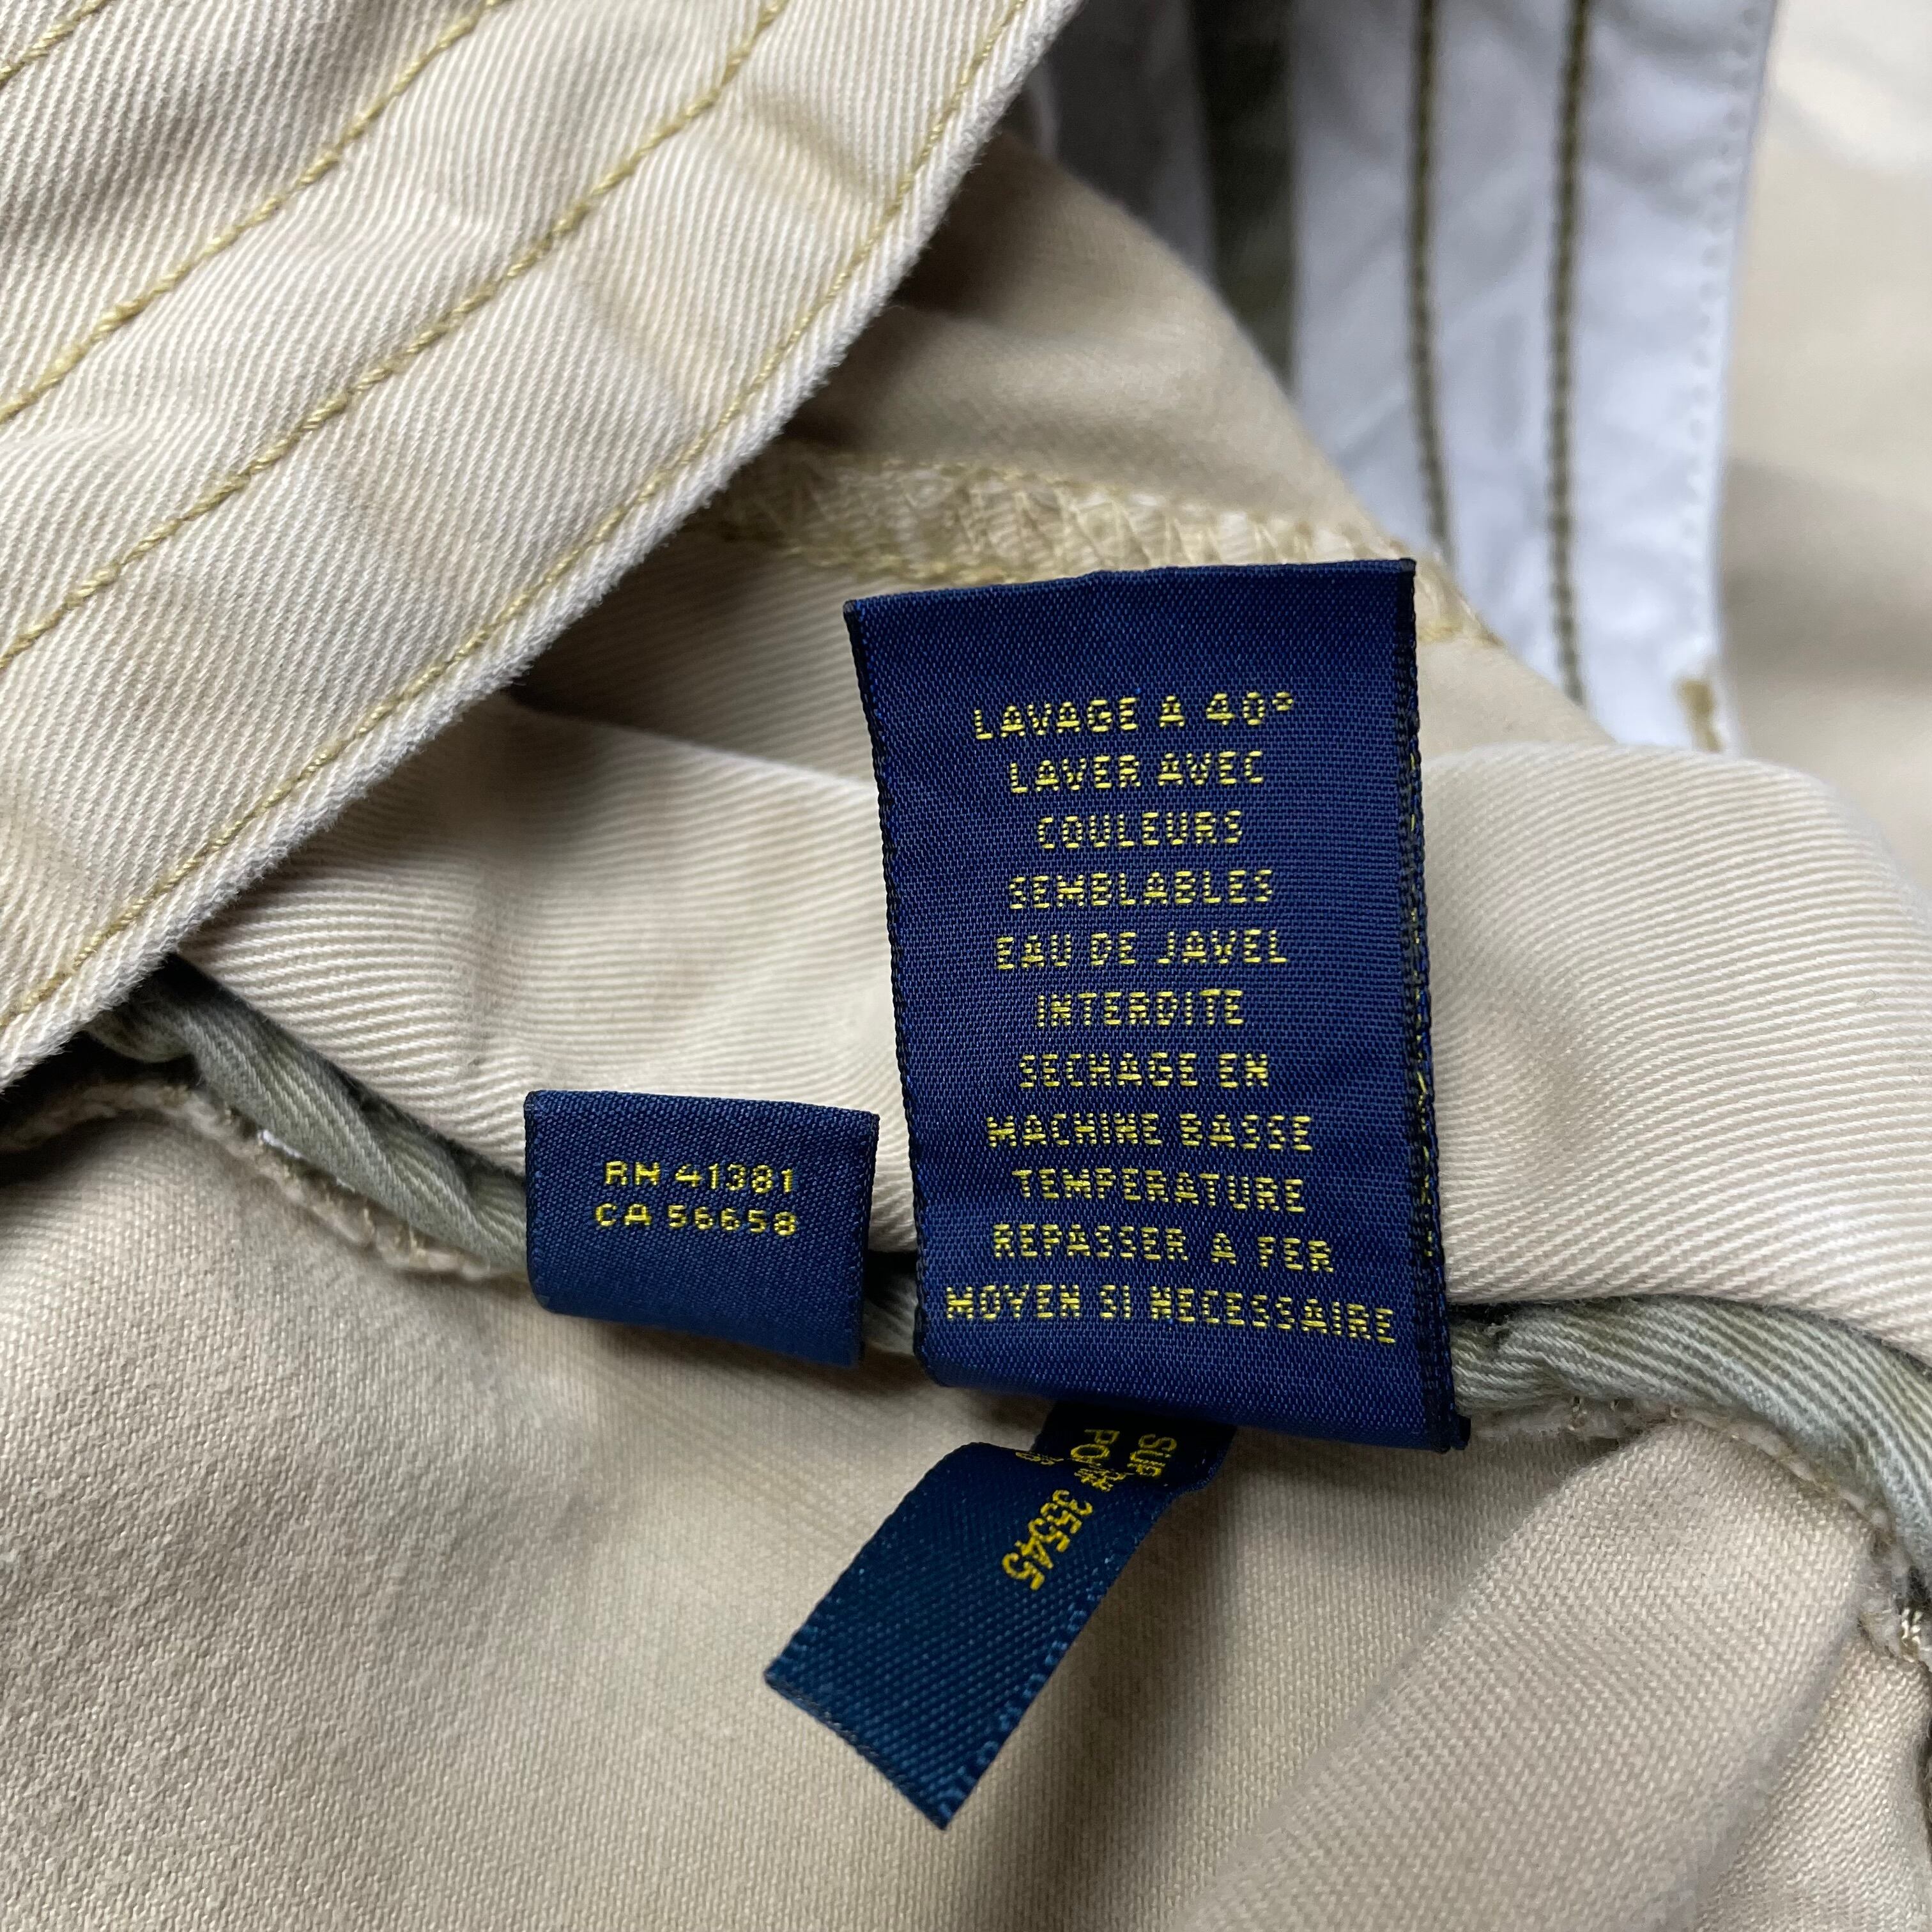 LAVAGE A 40°
LAVER AVEC
COULEURS
SEMBLABLES
EAU DE JAVEL
INTERDITE
SECHAGE EN
MACHINE BASSE
TEMPERATURE
REPASSER A FER
MOYEN SI NECESSAIRE
RN 41381
CA 56658
35545